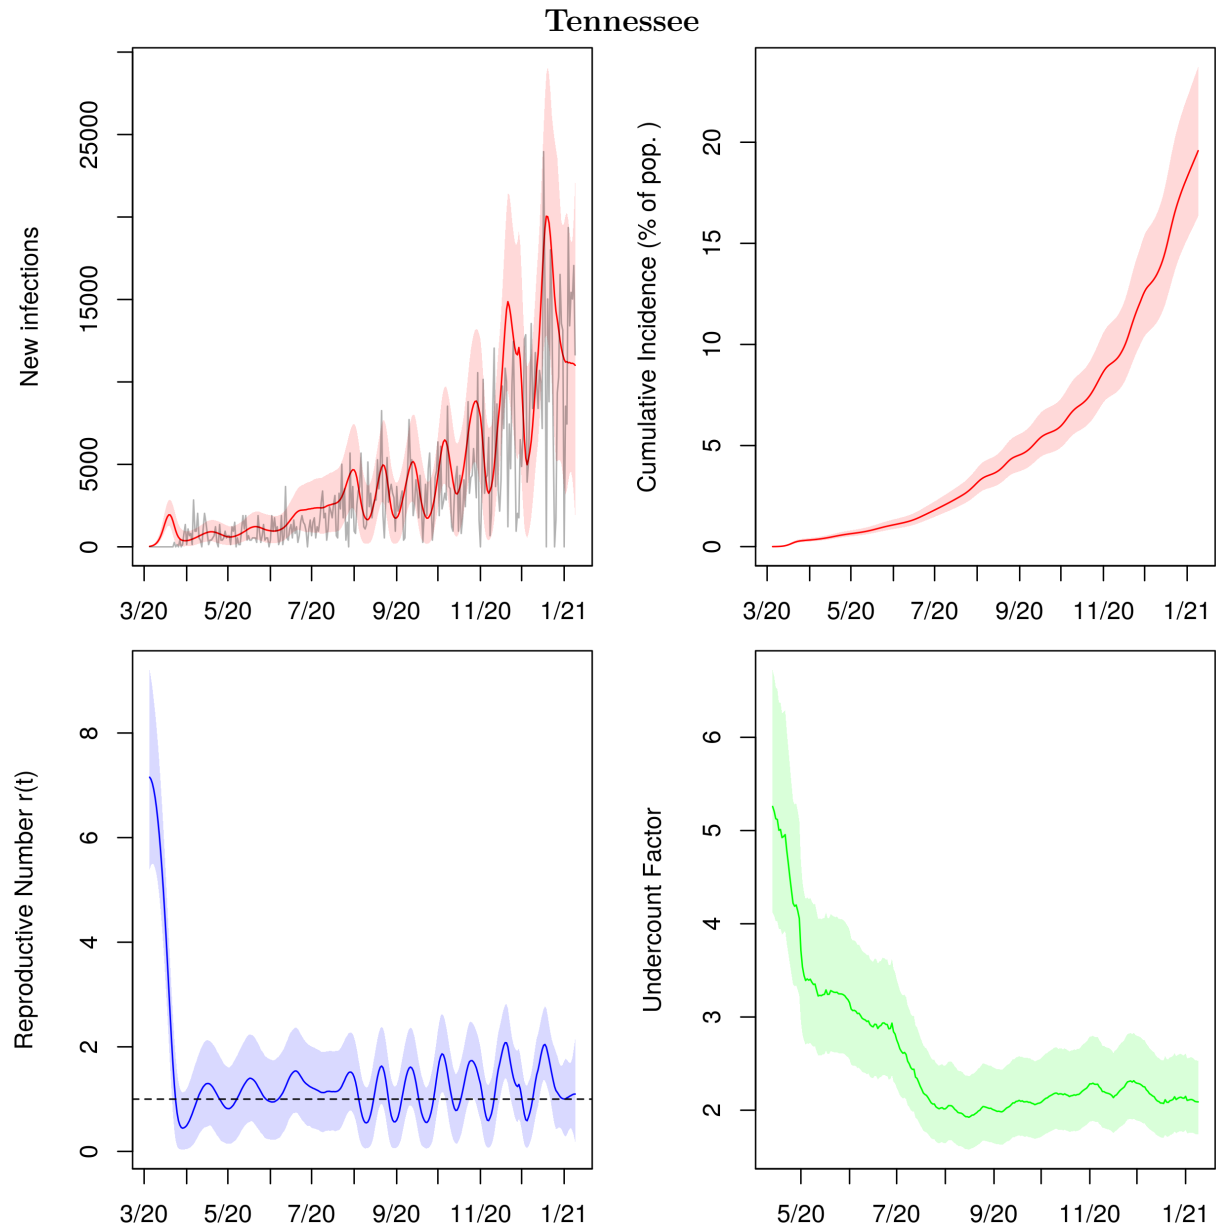 Tennessee
New infections
0
5000
15000
25000
3/20 5/20 7/20 9/20 11/20 1/21
Cumulative Incidence (% of pop. )
0
5
10
15
20
3/20 5/20 7/20 9/20 11/20 1/21
Reproductive Number r(t)
0
2
4
6
8
3/20 5/20 7/20 9/20 11/20 1/21
Undercount Factor
2
3
4
5
6
5/20 7/20 9/20 11/20 1/21